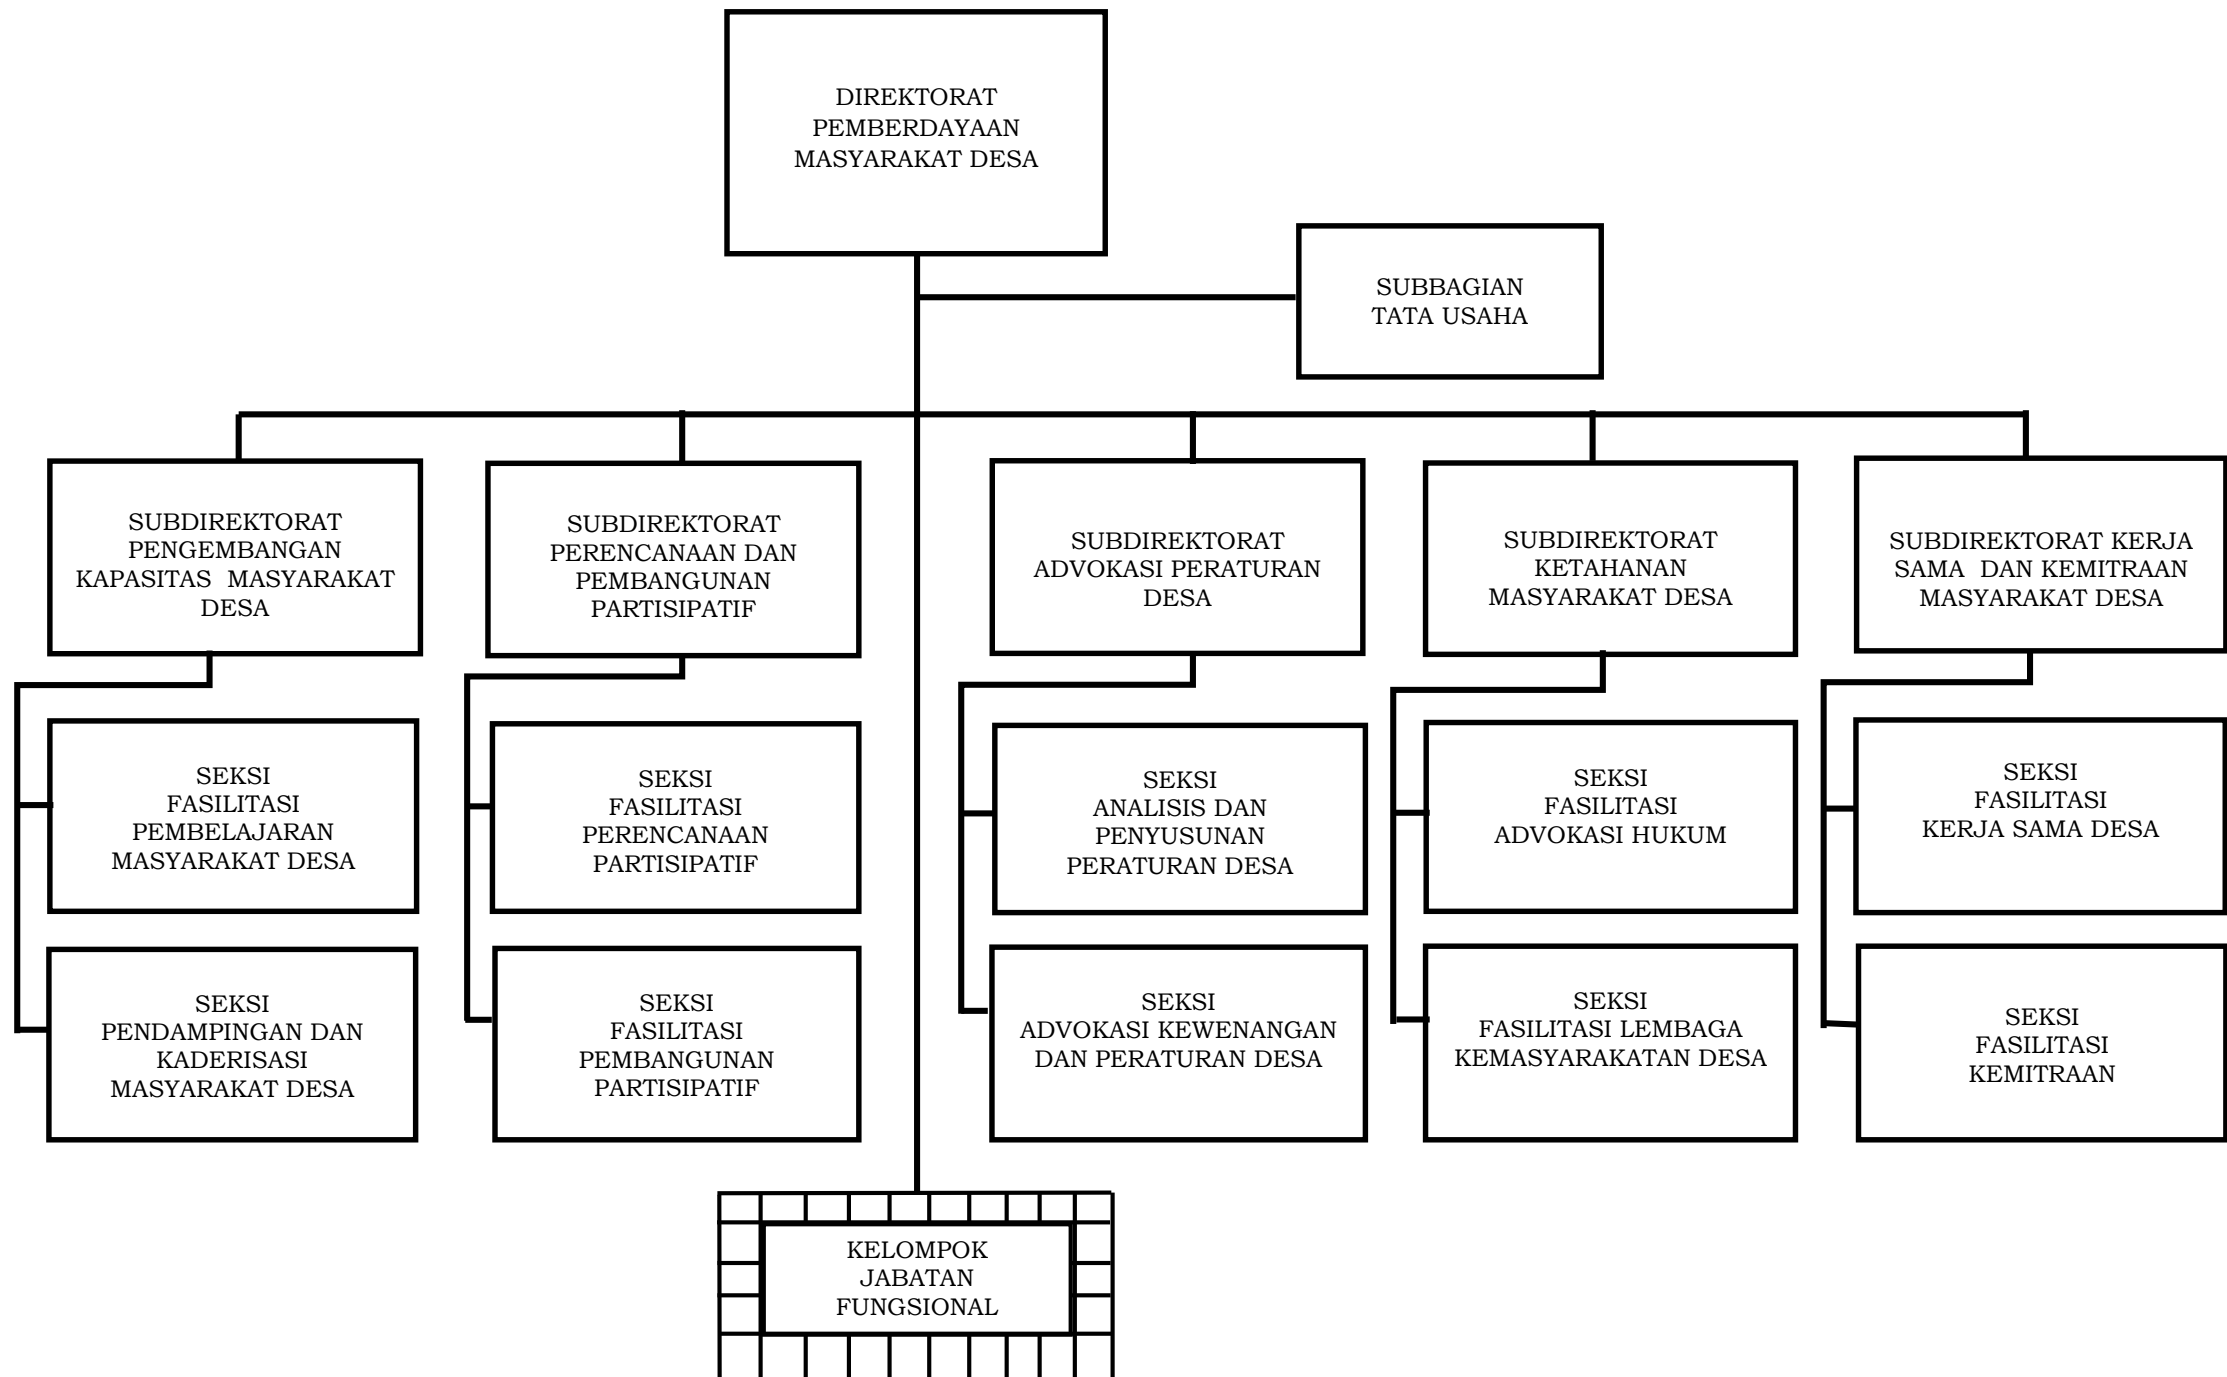 DIREKTORAT
PEMBERDAYAAN
MASYARAKAT DESA
SUBBAGIAN
TATA USAHA
SUBDIREKTORAT
PENGEMBANGAN
KAPASITAS  MASYARAKAT
DESA
SUBDIREKTORAT
PERENCANAAN DAN
PEMBANGUNAN
PARTISIPATIF
SUBDIREKTORAT
ADVOKASI PERATURAN
DESA
SUBDIREKTORAT
KETAHANAN
MASYARAKAT DESA
SUBDIREKTORAT KERJA
SAMA  DAN KEMITRAAN
MASYARAKAT DESA
SEKSI
FASILITASI
PEMBELAJARAN
MASYARAKAT DESA
SEKSI
FASILITASI
PERENCANAAN
PARTISIPATIF
SEKSI
ANALISIS DAN
PENYUSUNAN
PERATURAN DESA
SEKSI
FASILITASI
ADVOKASI HUKUM
SEKSI
FASILITASI
KERJA SAMA DESA
SEKSI
PENDAMPINGAN DAN
KADERISASI
MASYARAKAT DESA
SEKSI
FASILITASI
PEMBANGUNAN
PARTISIPATIF
SEKSI
ADVOKASI KEWENANGAN
DAN PERATURAN DESA
SEKSI
FASILITASI LEMBAGA
KEMASYARAKATAN DESA
SEKSI
FASILITASI
KEMITRAAN
KELOMPOK
JABATAN
FUNGSIONAL